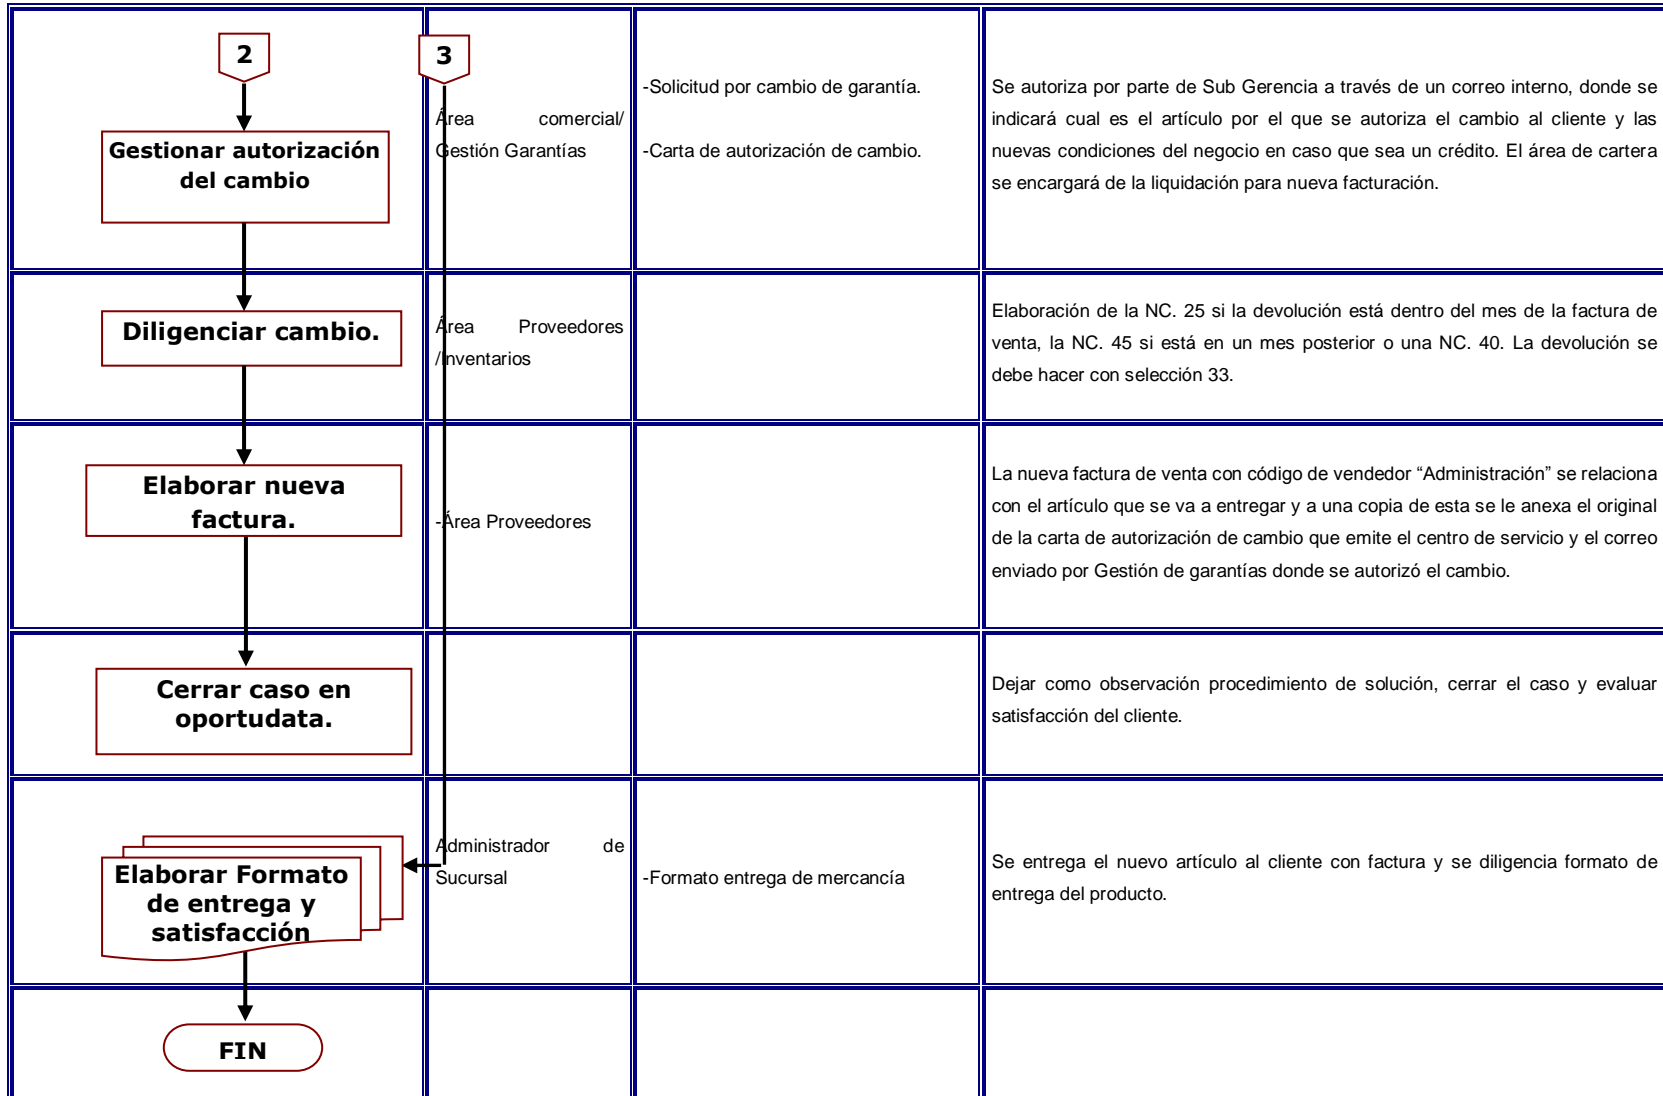 2
3
Gestionar autorización
del cambio
Área comercial/
Gestión Garantías
-Solicitud por cambio de garantía.
-Carta de autorización de cambio.
Se autoriza por parte de Sub Gerencia a través de un correo interno, donde se
indicará cual es el artículo por el que se autoriza el cambio al cliente y las
nuevas condiciones del negocio en caso que sea un crédito. El área de cartera
se encargará de la liquidación para nueva facturación.
Diligenciar cambio.
Área Proveedores
/Inventarios
Elaboración de la NC. 25 si la devolución está dentro del mes de la factura de
venta, la NC. 45 si está en un mes posterior o una NC. 40. La devolución se
debe hacer con selección 33.
Elaborar nueva
factura.
-Área Proveedores
La nueva factura de venta con código de vendedor “Administración” se relaciona
con el artículo que se va a entregar y a una copia de esta se le anexa el original
de la carta de autorización de cambio que emite el centro de servicio y el correo
enviado por Gestión de garantías donde se autorizó el cambio.
Cerrar caso en
oportudata.
Dejar como observación procedimiento de solución, cerrar el caso y evaluar
satisfacción del cliente.
Elaborar Formato
de entrega y
satisfacción
Administrador de
Sucursal
-Formato entrega de mercancía
Se entrega el nuevo artículo al cliente con factura y se diligencia formato de
entrega del producto.
FIN